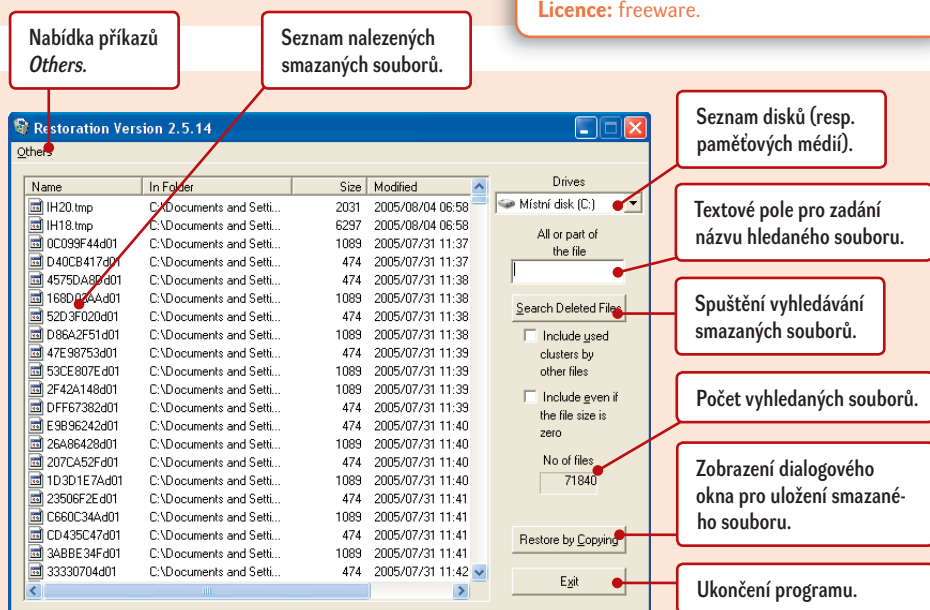 Licence: freeware.
Nabídka příkazů
Others.
Seznam nalezených
smazaných souborů.
Restoration Version 2.5.14
Others
Name In Folder Size Modified
IH20.tmp C:\Documents and Setti... 2031 2005/08/04 06:58
IH18.tmp C:\Documents and Setti... 6297 2005/08/04 06:58
0C099F44d01 C:\Documents and Setti... 1089 2005/07/31 11:37
D40CB417d01 C:\Documents and Setti... 474 2005/07/31 11:37
4575DA8Dd01 C:\Documents and Setti... 474 2005/07/31 11:38
168D02AAd01 C:\Documents and Setti... 1089 2005/07/31 11:38
52D3F020d01 C:\Documents and Setti... 474 2005/07/31 11:38
D86A2F51d01 C:\Documents and Setti... 1089 2005/07/31 11:38
47E98753d01 C:\Documents and Setti... 474 2005/07/31 11:39
53CE807Ed01 C:\Documents and Setti... 1089 2005/07/31 11:39
2F42A148d01 C:\Documents and Setti... 1089 2005/07/31 11:39
DFF67382d01 C:\Documents and Setti... 474 2005/07/31 11:39
E9B96242d01 C:\Documents and Setti... 474 2005/07/31 11:40
26A86428d01 C:\Documents and Setti... 1089 2005/07/31 11:40
207CA52Fd01 C:\Documents and Setti... 474 2005/07/31 11:40
1D3D1E7Ad01 C:\Documents and Setti... 1089 2005/07/31 11:40
23506F2Ed01 C:\Documents and Setti... 474 2005/07/31 11:41
C660C34Ad01 C:\Documents and Setti... 1089 2005/07/31 11:41
CD435C47d01 C:\Documents and Setti... 474 2005/07/31 11:41
3ABBE34Fd01 C:\Documents and Setti... 1089 2005/07/31 11:41
33330704d01 C:\Documents and Setti... 474 2005/07/31 11:42
Drives
Místní disk (C:)
All or part of
the file
Search Deleted Files
Include used
clusters by
other files
Include even if
the file size is
zero
No of files
71840
Restore by Copying
Exit
Seznam disků (resp.
paměťových médií).
Textové pole pro zadání
názvu hledaného souboru.
Spuštění vyhledávání
smazaných souborů.
Počet vyhledaných souborů.
Zobrazení dialogového
okna pro uložení smazané-
ho souboru.
Ukončení programu.